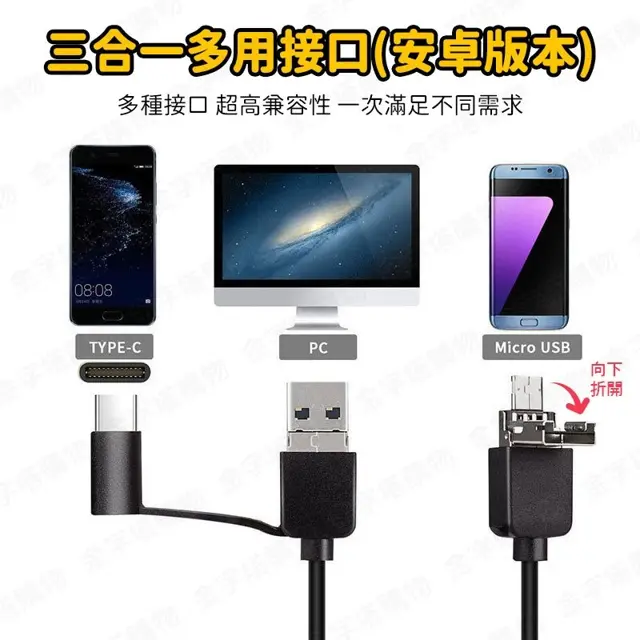 三合一多用接口(安卓版本)
多種接口 超高兼容性 一次滿足不同需求
08:08
TYPE-C
PC
Micro USB
向下
折開